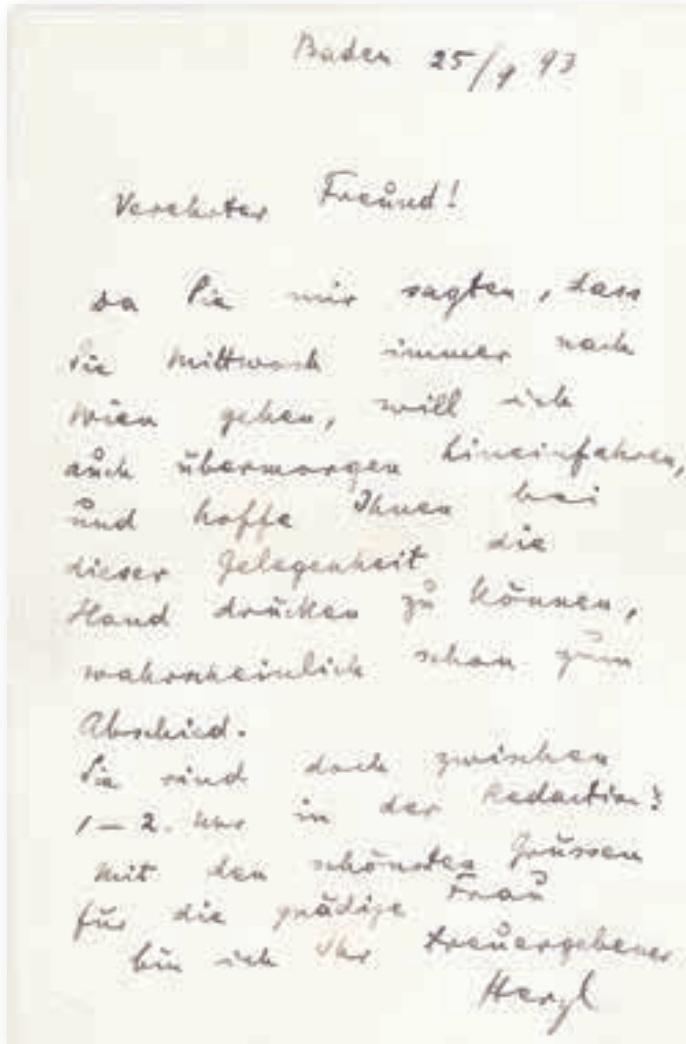 Baden 25/9 93
Verehrter Freund!
da Sie mir sagten, dass
Sie Mittwoch immer nach
Wien gehen, will ich
auch übermorgen hineinfahren,
und hoffe Ihnen bei
dieser Gelegenheit die
Hand drücken zu können,
wahrscheinlich schon zum
Abschied.
Sie sind doch zwischen
1–2. Uhr in der Redaction?
Mit den schönsten Grüssen
für die gnädige Frau
bin ich Ihr treuergebener
Herzl